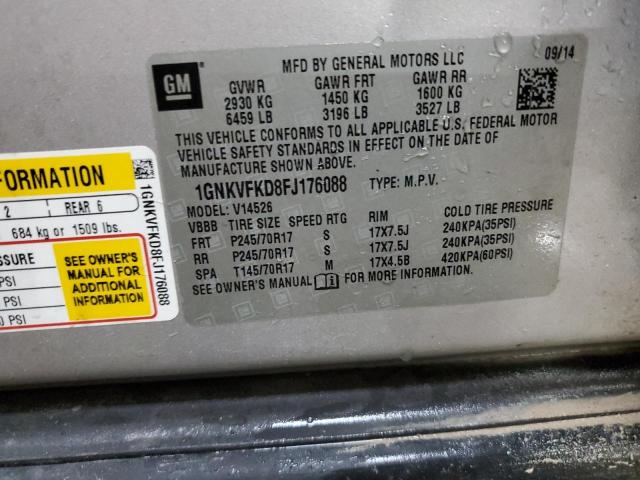 GM
MFD BY GENERAL MOTORS LLC
09/14
GVWR GAWR FRT GAWR RR
2930 KG 1450 KG 1600 KG
6459 LB 3196 LB 3527 LB
THIS VEHICLE CONFORMS TO ALL APPLICABLE U.S. FEDERAL MOTOR
VEHICLE SAFETY STANDARDS IN EFFECT ON THE DATE OF
MANUFACTURE SHOWN ABOVE.
1GNKVFKD8FJ176088 TYPE: M.P.V.
MODEL: V14526
VBBB TIRE SIZE SPEED RTG RIM COLD TIRE PRESSURE
FRT P245/70R17 S 17X7.5J 240KPA(35PSI)
RR P245/70R17 S 17X7.5J 240KPA(35PSI)
SPA T145/70R17 M 17X4.5B 420KPA(60PSI)
SEE OWNER'S MANUAL FOR MORE INFORMATION.
FORMATION
2 REAR 6
684 kg or 1509 lbs.
SSURE
PSI
PSI
PSI
SEE OWNER'S
MANUAL FOR
ADDITIONAL
INFORMATION
1GNKVFKD8FJ176088